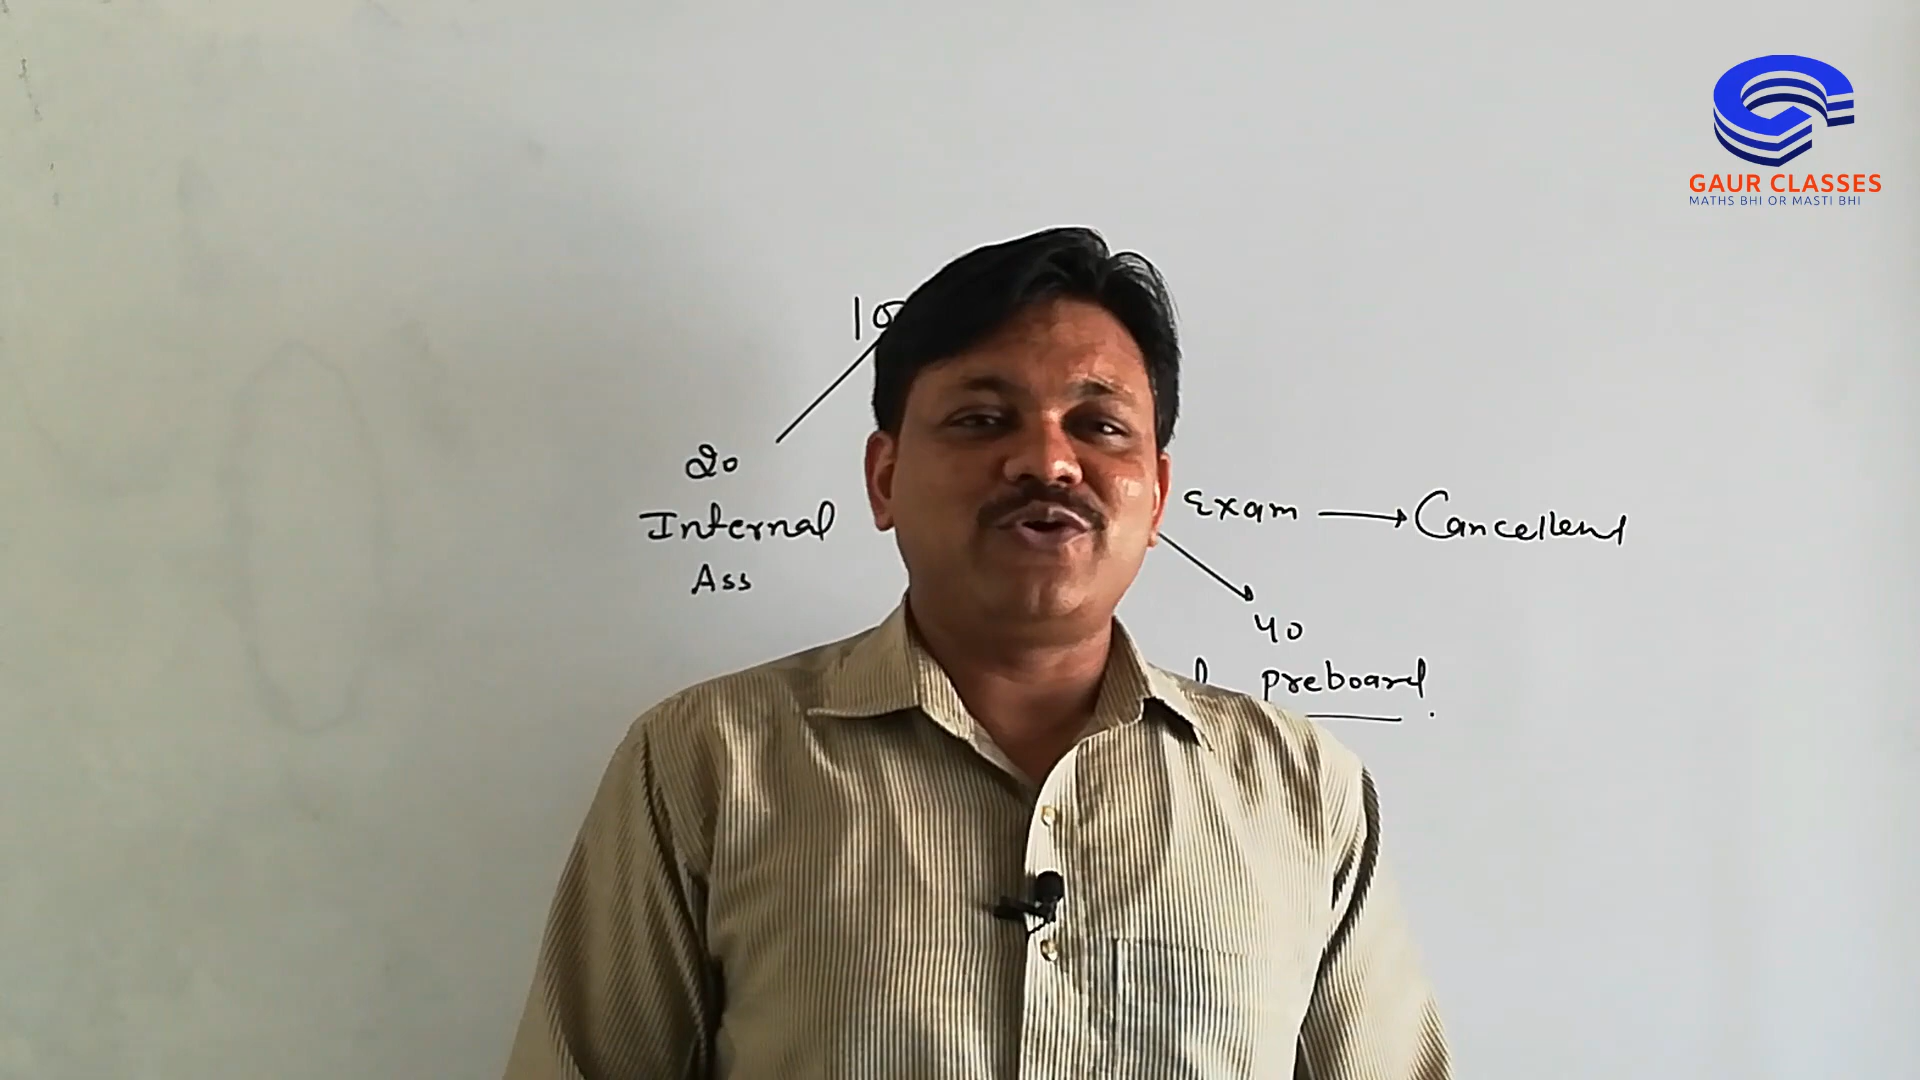 GAUR CLASSES
MATHS BHI OR MASTI BHI
20
Internal
Ass
Exam → Cancelled
40
preboard